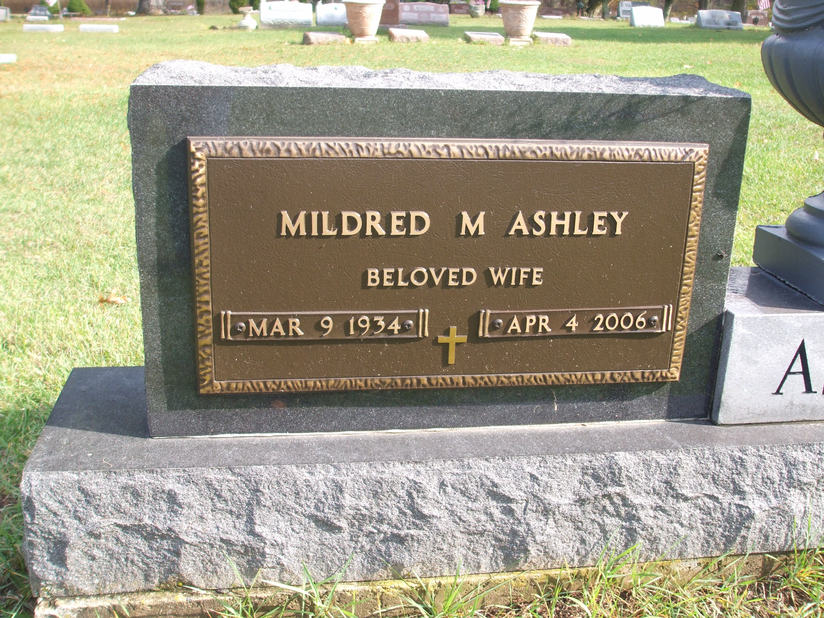 MILDRED M ASHLEY
BELOVED WIFE
MAR 9 1934
APR 4 2006
A